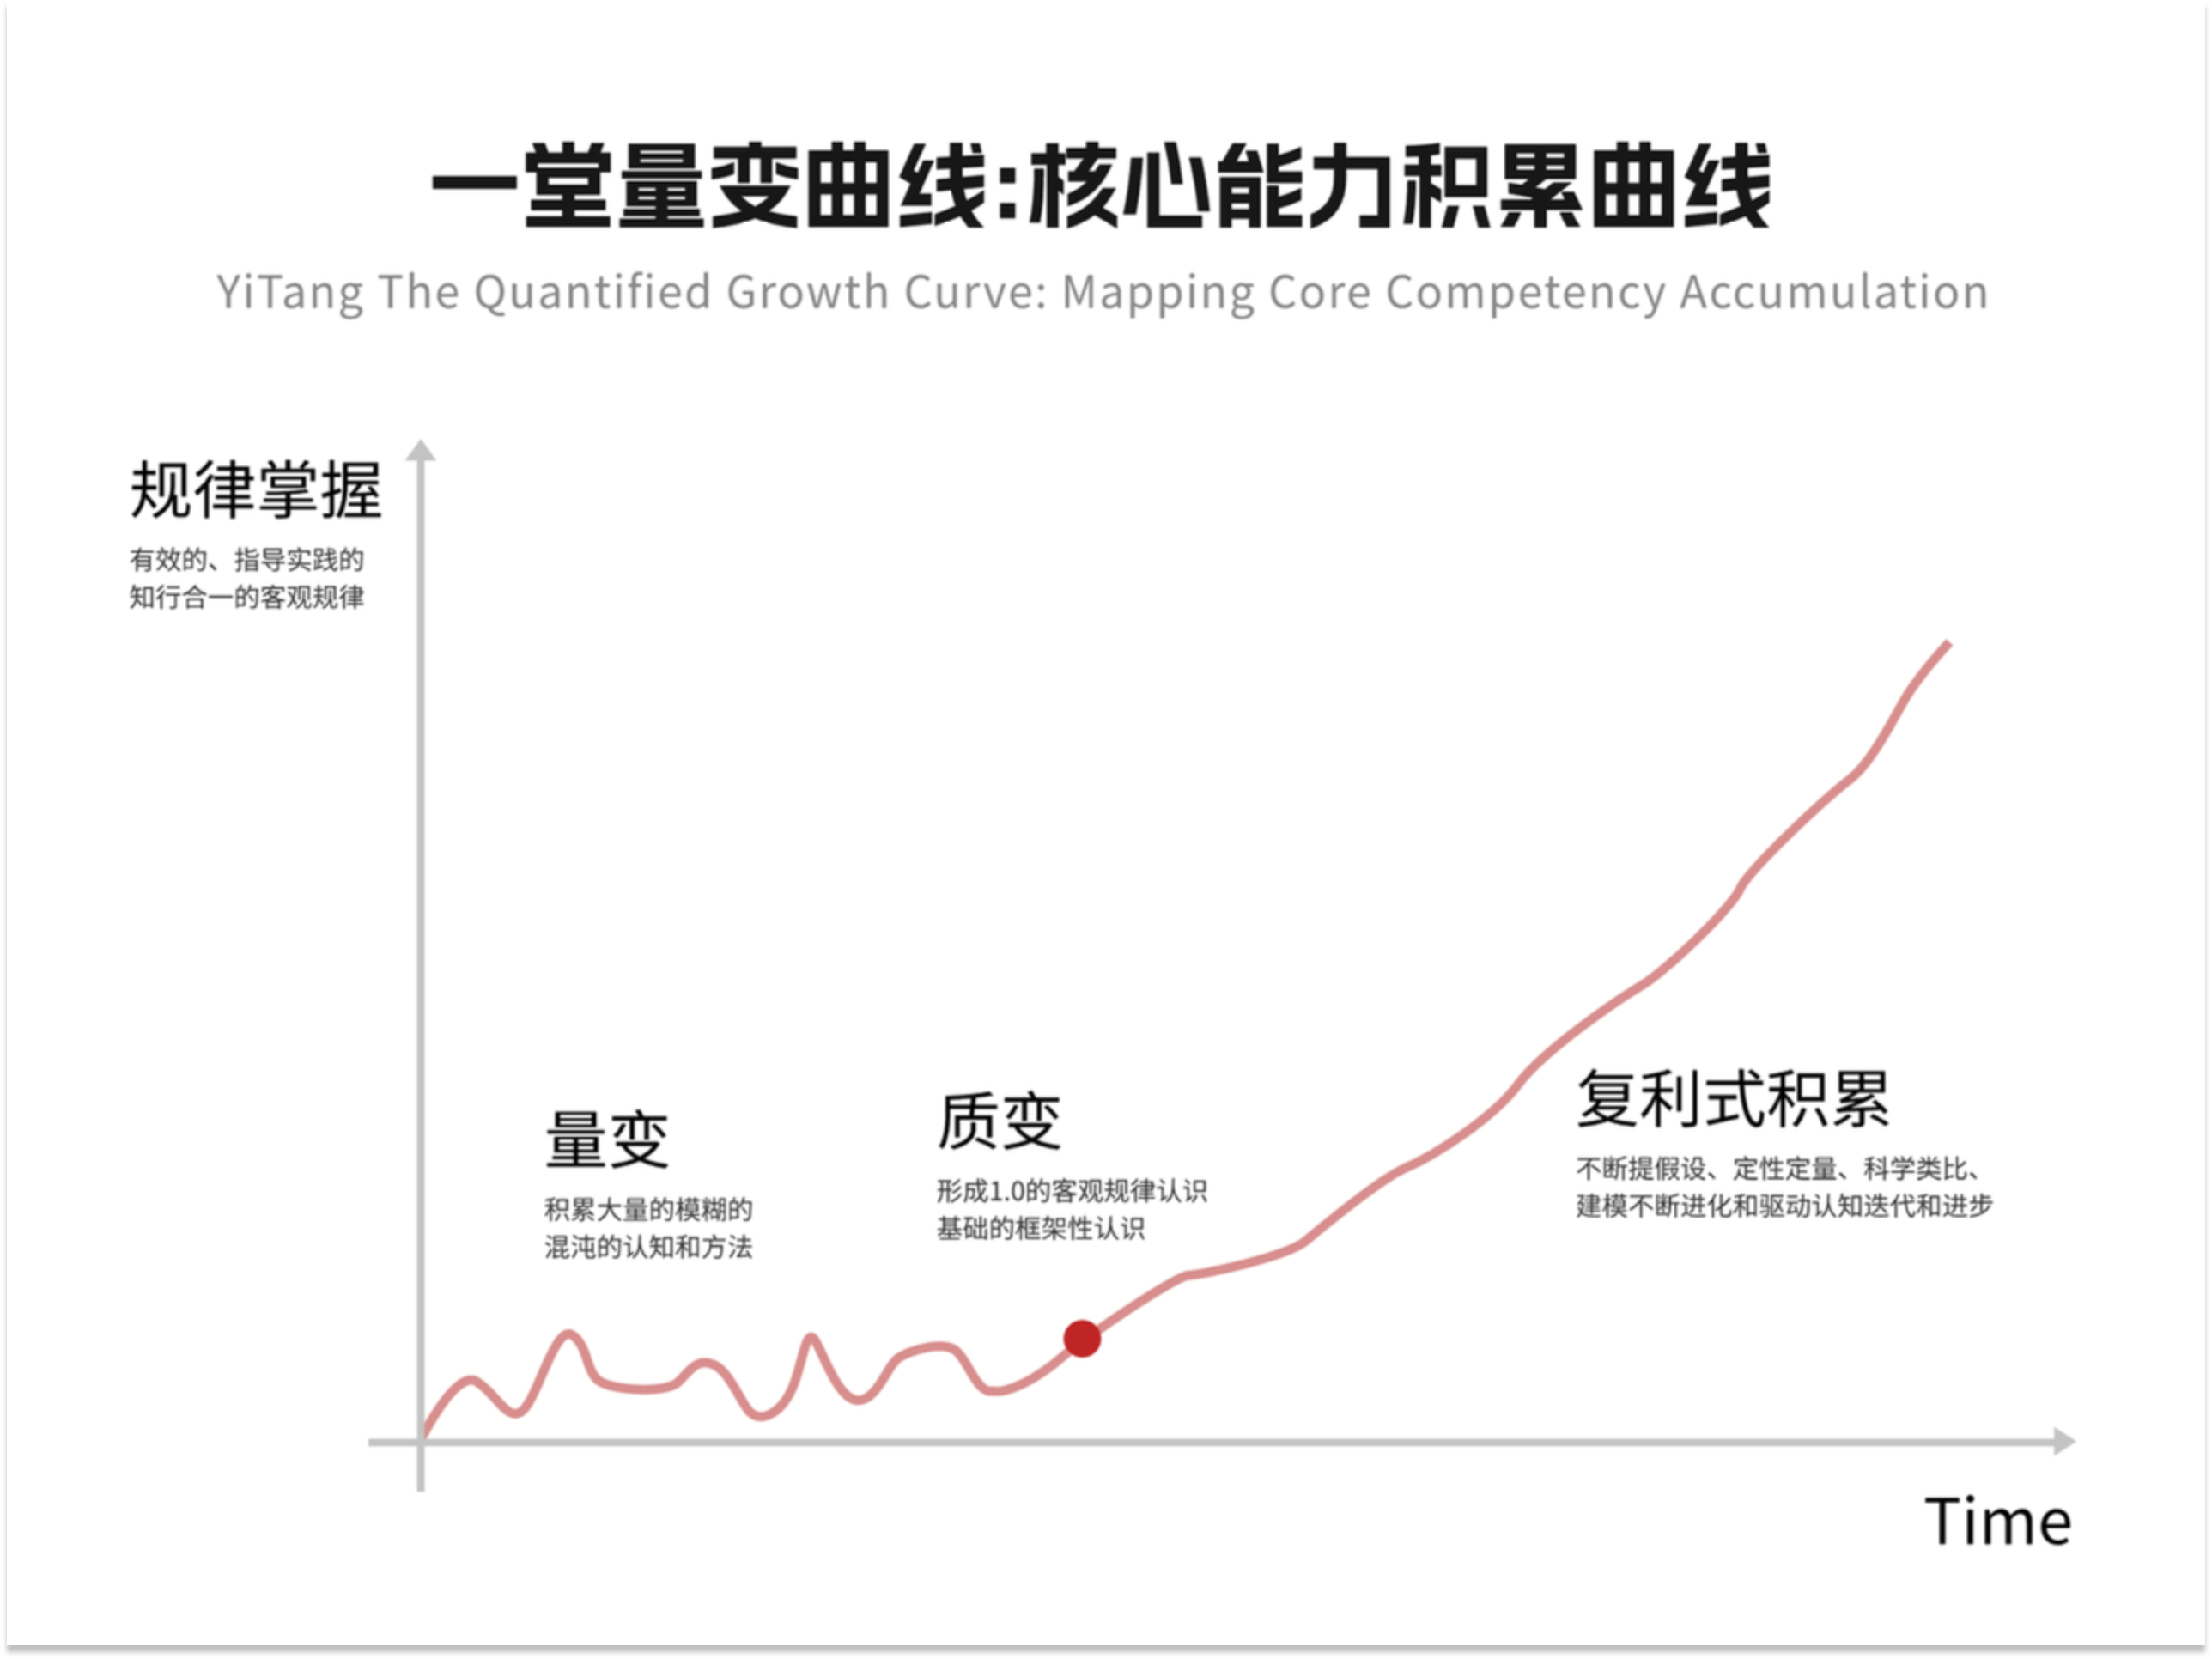 一堂量变曲线:核心能力积累曲线
YiTang The Quantified Growth Curve: Mapping Core Competency Accumulation
规律掌握
有效的、指导实践的
知行合一的客观规律
量变
积累大量的模糊的
混沌的认知和方法
质变
形成1.0的客观规律认识
基础的框架性认识
复利式积累
不断提假设、定性定量、科学类比、
建模不断进化和驱动认知迭代和进步
Time